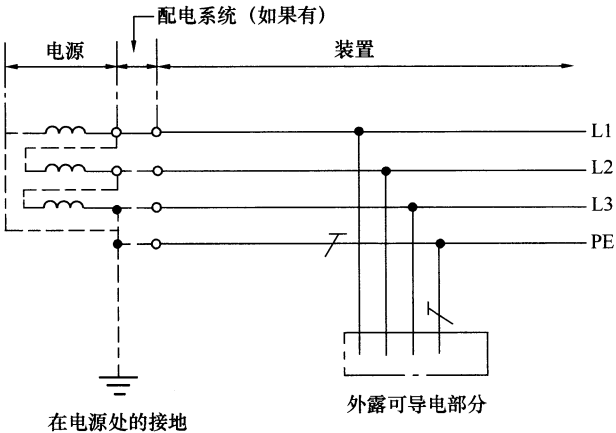 配电系统（如果有）
电源
装置
L1
L2
L3
PE
外露可导电部分
在电源处的接地